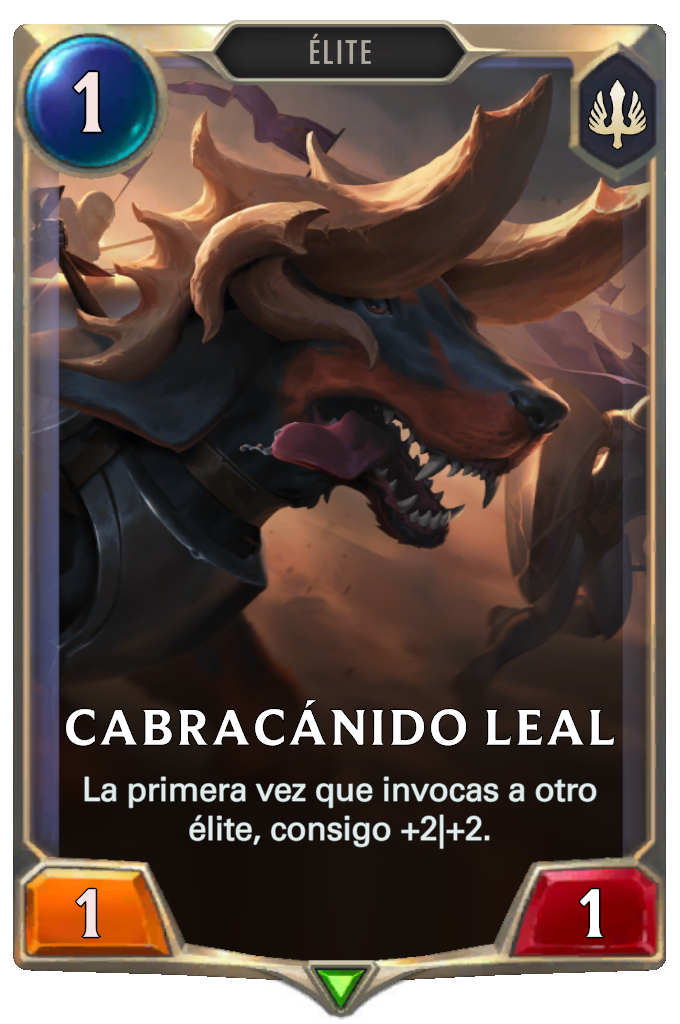 ÉLITE
1
CABRACÁNIDO LEAL
La primera vez que invocas a otro
élite, consigo +2|+2.
1
1